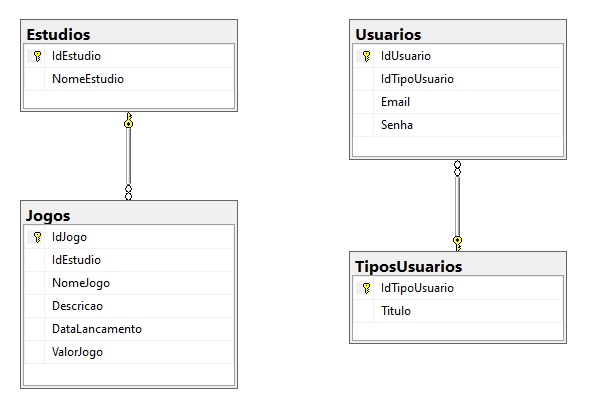 Estudios
IdEstudio
NomeEstudio
Jogos
IdJogo
IdEstudio
NomeJogo
Descricao
DataLancamento
ValorJogo
Usuarios
IdUsuario
IdTipoUsuario
Email
Senha
TiposUsuarios
IdTipoUsuario
Titulo